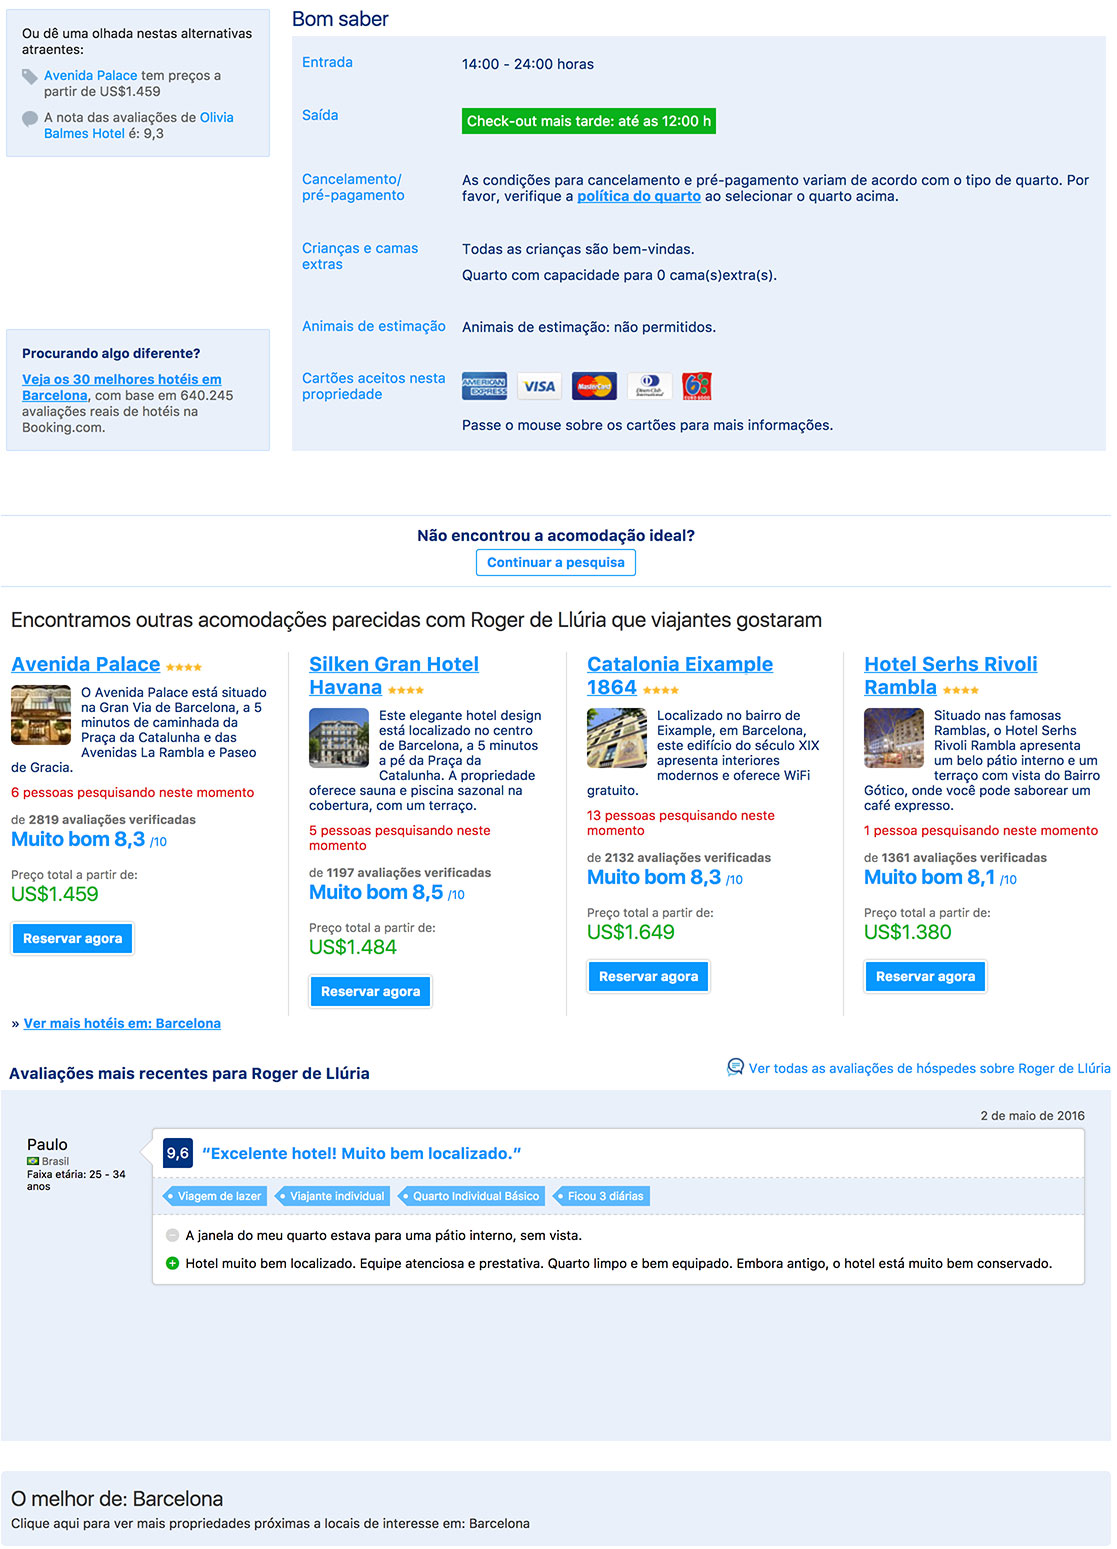 Ou dê uma olhada nestas alternativas
atraentes:
Avenida Palace tem preços a
partir de US$1.459
A nota das avaliações de Olivia
Balmes Hotel é: 9,3
Procurando algo diferente?
Veja os 30 melhores hotéis em
Barcelona, com base em 640.245
avaliações reais de hotéis na
Booking.com.
Bom saber
Entrada
14:00 - 24:00 horas
Saída
Check-out mais tarde: até as 12:00 h
Cancelamento/
pré-pagamento
As condições para cancelamento e pré-pagamento variam de acordo com o tipo de quarto. Por
favor, verifique a política do quarto ao selecionar o quarto acima.
Crianças e camas
extras
Todas as crianças são bem-vindas.
Quarto com capacidade para 0 cama(s)extra(s).
Animais de estimação
Animais de estimação: não permitidos.
Cartões aceitos nesta
propriedade
AMERICAN EXPRESS VISA MasterCard Diners Club International 6 EURO 6000
Passe o mouse sobre os cartões para mais informações.
Não encontrou a acomodação ideal?
Continuar a pesquisa
Encontramos outras acomodações parecidas com Roger de Llúria que viajantes gostaram
Avenida Palace
O Avenida Palace está situado
na Gran Via de Barcelona, a 5
minutos de caminhada da
Praça da Catalunha e das
Avenidas La Rambla e Paseo
de Gracia.
6 pessoas pesquisando neste momento
de 2819 avaliações verificadas
Muito bom 8,3 /10
Preço total a partir de:
US$1.459
Reservar agora
Silken Gran Hotel
Havana
Este elegante hotel design
está localizado no centro
de Barcelona, a 5 minutos
a pé da Praça da
Catalunha. A propriedade
oferece sauna e piscina sazonal na
cobertura, com um terraço.
5 pessoas pesquisando neste
momento
de 1197 avaliações verificadas
Muito bom 8,5 /10
Preço total a partir de:
US$1.484
Reservar agora
Catalonia Eixample
1864
Localizado no bairro de
Eixample, em Barcelona,
este edifício do século XIX
apresenta interiores
modernos e oferece WiFi
gratuito.
13 pessoas pesquisando neste
momento
de 2132 avaliações verificadas
Muito bom 8,3 /10
Preço total a partir de:
US$1.649
Reservar agora
Hotel Serhs Rivoli
Rambla
Situado nas famosas
Ramblas, o Hotel Serhs
Rivoli Rambla apresenta
um belo pátio interno e um
terraço com vista do Bairro
Gótico, onde você pode saborear um
café expresso.
1 pessoa pesquisando neste momento
de 1361 avaliações verificadas
Muito bom 8,1 /10
Preço total a partir de:
US$1.380
Reservar agora
» Ver mais hotéis em: Barcelona
Avaliações mais recentes para Roger de Llúria
Ver todas as avaliações de hóspedes sobre Roger de Llúria
2 de maio de 2016
Paulo
Brasil
Faixa etária: 25 - 34
anos
9,6 “Excelente hotel! Muito bem localizado.”
Viagem de lazer Viajante individual Quarto Individual Básico Ficou 3 diárias
A janela do meu quarto estava para uma pátio interno, sem vista.
Hotel muito bem localizado. Equipe atenciosa e prestativa. Quarto limpo e bem equipado. Embora antigo, o hotel está muito bem conservado.
O melhor de: Barcelona
Clique aqui para ver mais propriedades próximas a locais de interesse em: Barcelona